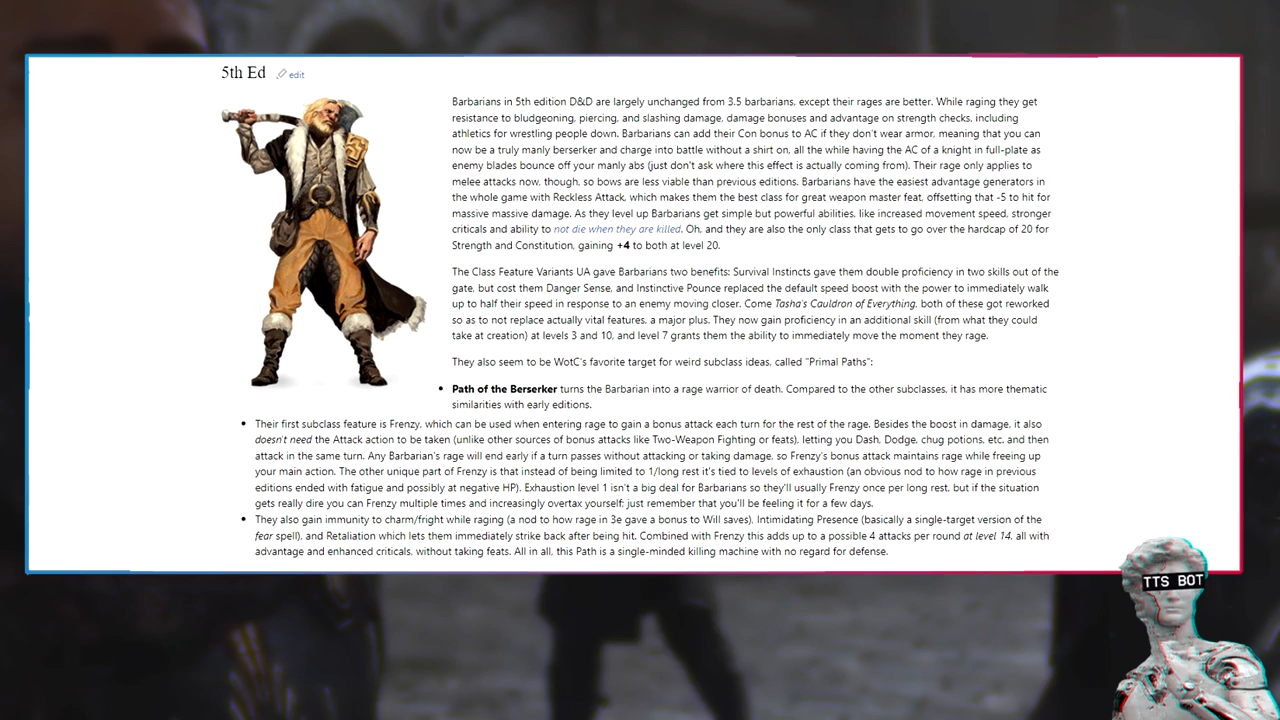 5th Ed edit
Barbarians in 5th edition D&D are largely unchanged from 3.5 barbarians, except their rages are better. While raging they get
resistance to bludgeoning, piercing, and slashing damage, damage bonuses and advantage on strength checks, including
athletics for wrestling people down. Barbarians can add their Con bonus to AC if they don't wear armor, meaning that you can
now be a truly manly berserker and charge into battle without a shirt on, all the while having the AC of a knight in full-plate as
enemy blades bounce off your manly abs (just don't ask where this effect is actually coming from). Their rage only applies to
melee attacks now, though, so bows are less viable than previous editions. Barbarians have the easiest advantage generators in
the whole game with Reckless Attack, which makes them the best class for great weapon master feat, offsetting that -5 to hit for
massive massive damage. As they level up Barbarians get simple but powerful abilities, like increased movement speed, stronger
criticals and ability to not die when they are killed. Oh, and they are also the only class that gets to go over the hardcap of 20 for
Strength and Constitution, gaining +4 to both at level 20.
The Class Feature Variants UA gave Barbarians two benefits: Survival Instincts gave them double proficiency in two skills out of the
gate, but cost them Danger Sense, and Instinctive Pounce replaced the default speed boost with the power to immediately walk
up to half their speed in response to an enemy moving closer. Come Tasha's Cauldron of Everything, both of these got reworked
so as to not replace actually vital features, a major plus. They now gain proficiency in an additional skill (from what they could
take at creation) at levels 3 and 10, and level 7 grants them the ability to immediately move the moment they rage.
They also seem to be WotC's favorite target for weird subclass ideas, called "Primal Paths":
• Path of the Berserker turns the Barbarian into a rage warrior of death. Compared to the other subclasses, it has more thematic
similarities with early editions.
• Their first subclass feature is Frenzy, which can be used when entering rage to gain a bonus attack each turn for the rest of the rage. Besides the boost in damage, it also
doesn't need the Attack action to be taken (unlike other sources of bonus attacks like Two-Weapon Fighting or feats), letting you Dash, Dodge, chug potions, etc. and then
attack in the same turn. Any Barbarian's rage will end early if a turn passes without attacking or taking damage, so Frenzy's bonus attack maintains rage while freeing up
your main action. The other unique part of Frenzy is that instead of being limited to 1/long rest it's tied to levels of exhaustion (an obvious nod to how rage in previous
editions ended with fatigue and possibly at negative HP). Exhaustion level 1 isn't a big deal for Barbarians so they'll usually Frenzy once per long rest, but if the situation
gets really dire you can Frenzy multiple times and increasingly overtax yourself; just remember that you'll be feeling it for a few days.
• They also gain immunity to charm/fright while raging (a nod to how rage in 3e gave a bonus to Will saves), Intimidating Presence (basically a single-target version of the
fear spell), and Retaliation which lets them immediately strike back after being hit. Combined with Frenzy this adds up to a possible 4 attacks per round at level 14, all with
advantage and enhanced criticals, without taking feats. All in all, this Path is a single-minded killing machine with no regard for defense.
TTS BOT